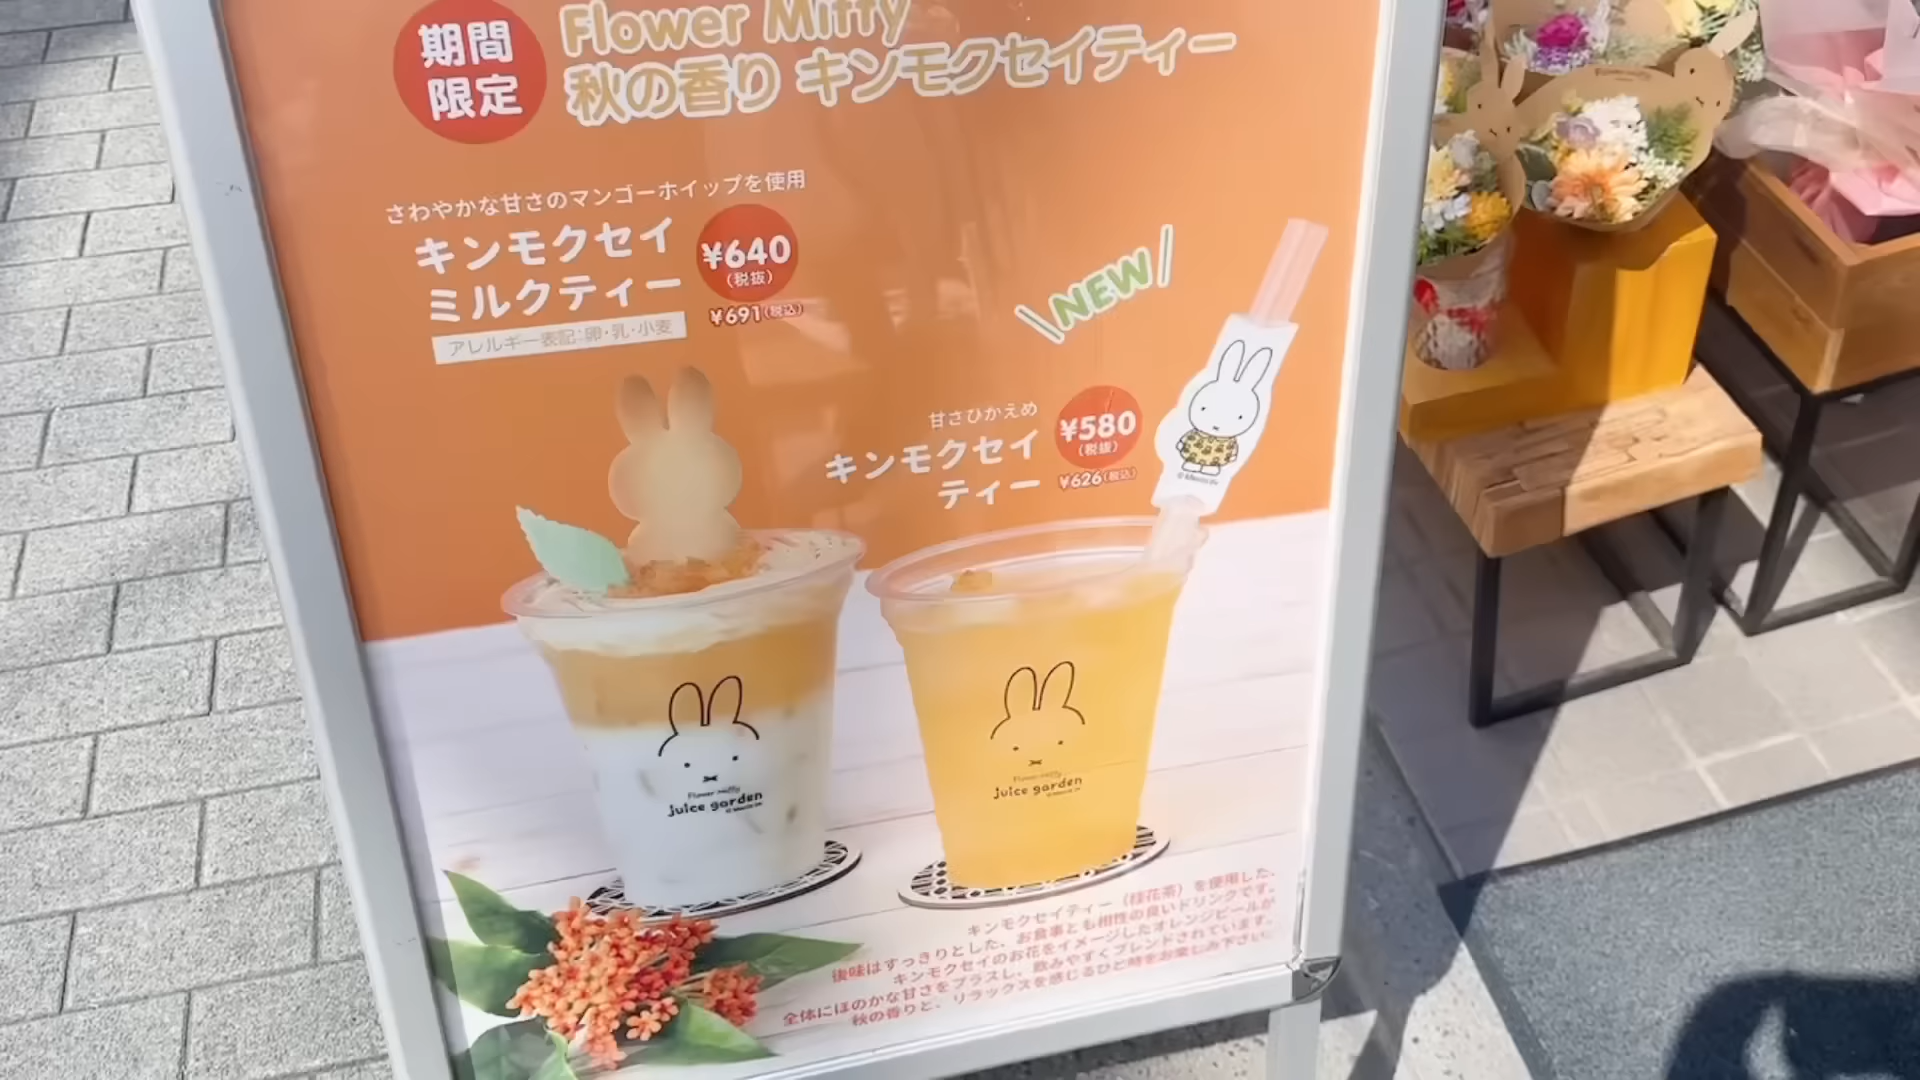 期間
限定
Flower Miffy
秋の香り キンモクセイティー
さわやかな甘さのマンゴーホイップを使用
キンモクセイ
ミルクティー
¥640
(税抜)
¥691(税込)
アレルギー表記:卵・乳・小麦
NEW
甘さひかえめ
キンモクセイ
ティー
¥580
(税抜)
¥626(税込)
Flower miffy
juice garden
Flower miffy
juice garden
キンモクセイティー(桂花茶)を使用した、
後味はすっきりとした、お食事とも相性の良いドリンクです。
キンモクセイのお花をイメージしたオレンジピールが
全体にほのかな甘さをプラスし、飲みやすくブレンドされています。
秋の香りと、リラックスを感じるひと時をお楽しみ下さい。